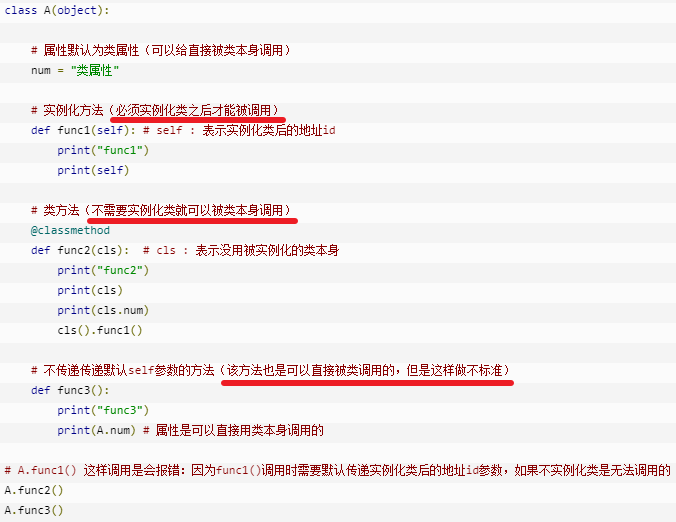 class A(object):
# 属性默认为类属性（可以给直接被类本身调用）
num = "类属性"
# 实例化方法（必须实例化类之后才能被调用）
def func1(self): # self : 表示实例化类后的地址id
print("func1")
print(self)
# 类方法（不需要实例化类就可以被类本身调用）
@classmethod
def func2(cls):  # cls : 表示没用被实例化的类本身
print("func2")
print(cls)
print(cls.num)
cls().func1()
# 不传递传递默认self参数的方法（该方法也是可以直接被类调用的，但是这样做不标准）
def func3():
print("func3")
print(A.num) # 属性是可以直接用类本身调用的
# A.func1() 这样调用是会报错：因为func1()调用时需要默认传递实例化类后的地址id参数，如果不实例化类是无法调用的
A.func2()
A.func3()